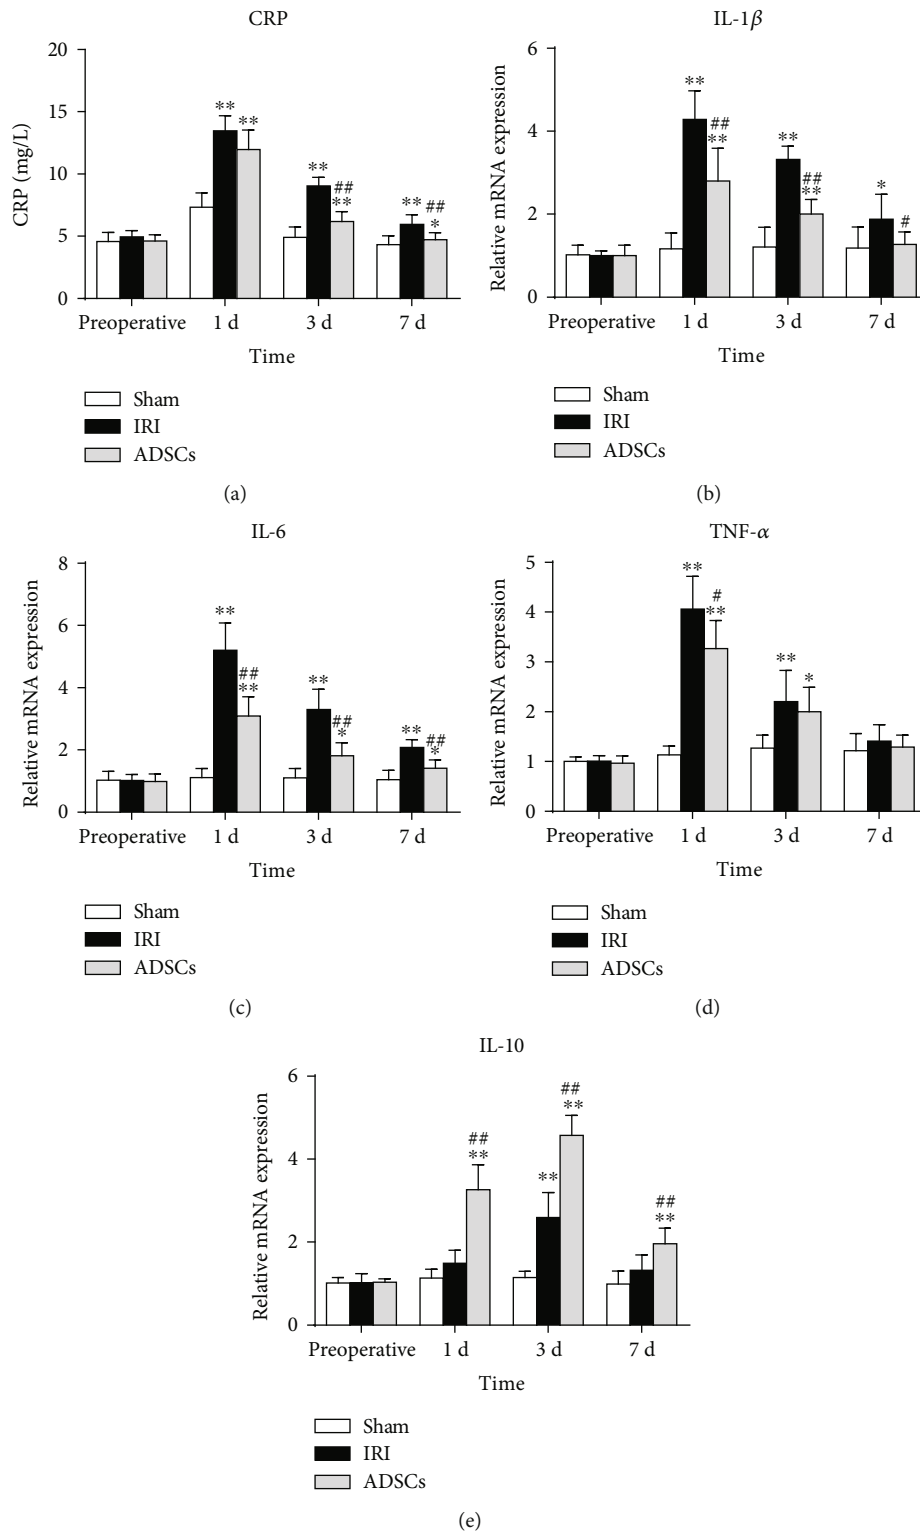 CRP
20
15
10
5
0
CRP (mg/L)
** ** ** ## ** ** ## *
Preoperative 1 d 3 d 7 d
Time
Sham
IRI
ADSCs
(a)
IL-1β
6
4
2
0
Relative mRNA expression
** ## ** ** ## ** * #
Preoperative 1 d 3 d 7 d
Time
Sham
IRI
ADSCs
(b)
IL-6
8
6
4
2
0
Relative mRNA expression
** ## ** ** ## * ** ## *
Preoperative 1 d 3 d 7 d
Time
Sham
IRI
ADSCs
(c)
TNF-α
5
4
3
2
1
0
Relative mRNA expression
** # ** ** *
Preoperative 1 d 3 d 7 d
Time
Sham
IRI
ADSCs
(d)
IL-10
6
4
2
0
Relative mRNA expression
## ** ** ## ** ## **
Preoperative 1 d 3 d 7 d
Time
Sham
IRI
ADSCs
(e)